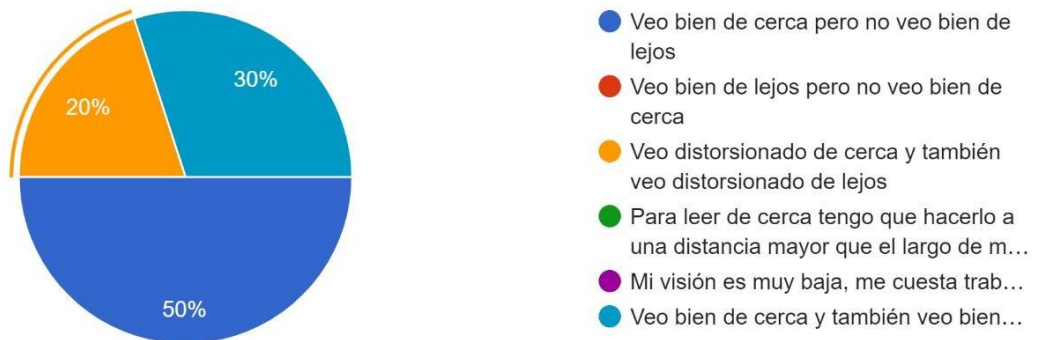 30%
20%
50%
Veo bien de cerca pero no veo bien de
lejos
Veo bien de lejos pero no veo bien de
cerca
Veo distorsionado de cerca y también
veo distorsionado de lejos
Para leer de cerca tengo que hacerlo a
una distancia mayor que el largo de m…
Mi visión es muy baja, me cuesta trab…
Veo bien de cerca y también veo bien…